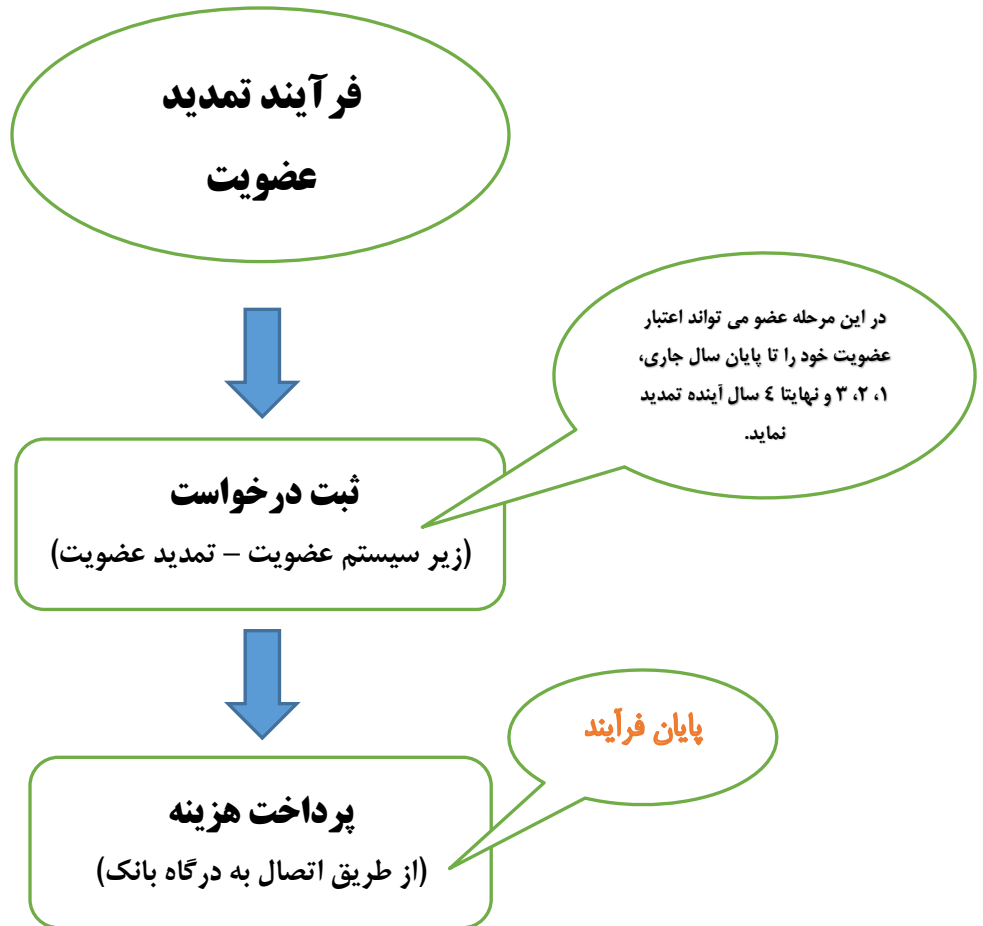 فرآیند تمدید
عضویت
در این مرحله عضو می تواند اعتبار
عضویت خود را تا پایان سال جاری،
۱، ۲، ۳ و نهایتا ٤ سال آینده تمدید
نماید.
ثبت درخواست
(زیر سیستم عضویت – تمدید عضویت)
پایان فرآیند
پرداخت هزینه
(از طریق اتصال به درگاه بانک)